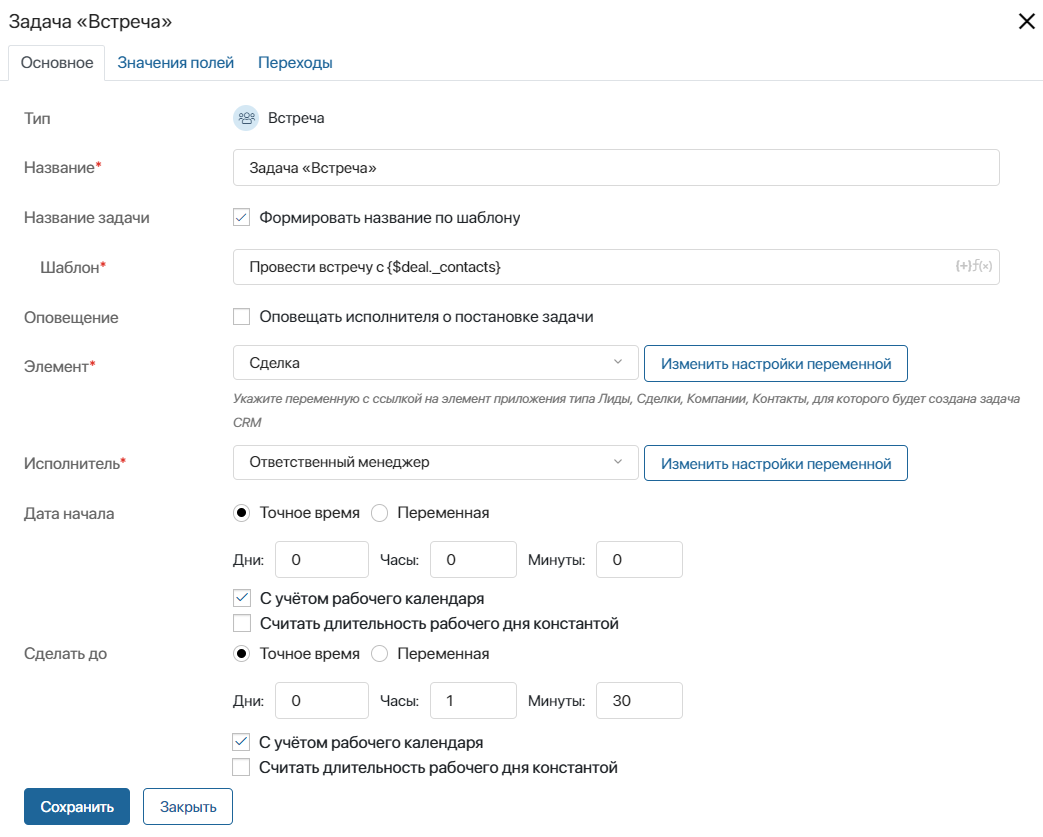 Задача «Встреча»
Основное Значения полей Переходы
Тип Встреча
Название* Задача «Встреча»
Название задачи Формировать название по шаблону
Шаблон* Провести встречу с {$deal._contacts} {+}ƒ(×)
Оповещение Оповещать исполнителя о постановке задачи
Элемент* Сделка Изменить настройки переменной
Укажите переменную с ссылкой на элемент приложения типа Лиды, Сделки, Компании, Контакты, для которого будет создана задача
CRM
Исполнитель* Ответственный менеджер Изменить настройки переменной
Дата начала Точное время Переменная
Дни: 0 Часы: 0 Минуты: 0
С учётом рабочего календаря
Считать длительность рабочего дня константой
Сделать до Точное время Переменная
Дни: 0 Часы: 1 Минуты: 30
С учётом рабочего календаря
Считать длительность рабочего дня константой
Сохранить Закрыть